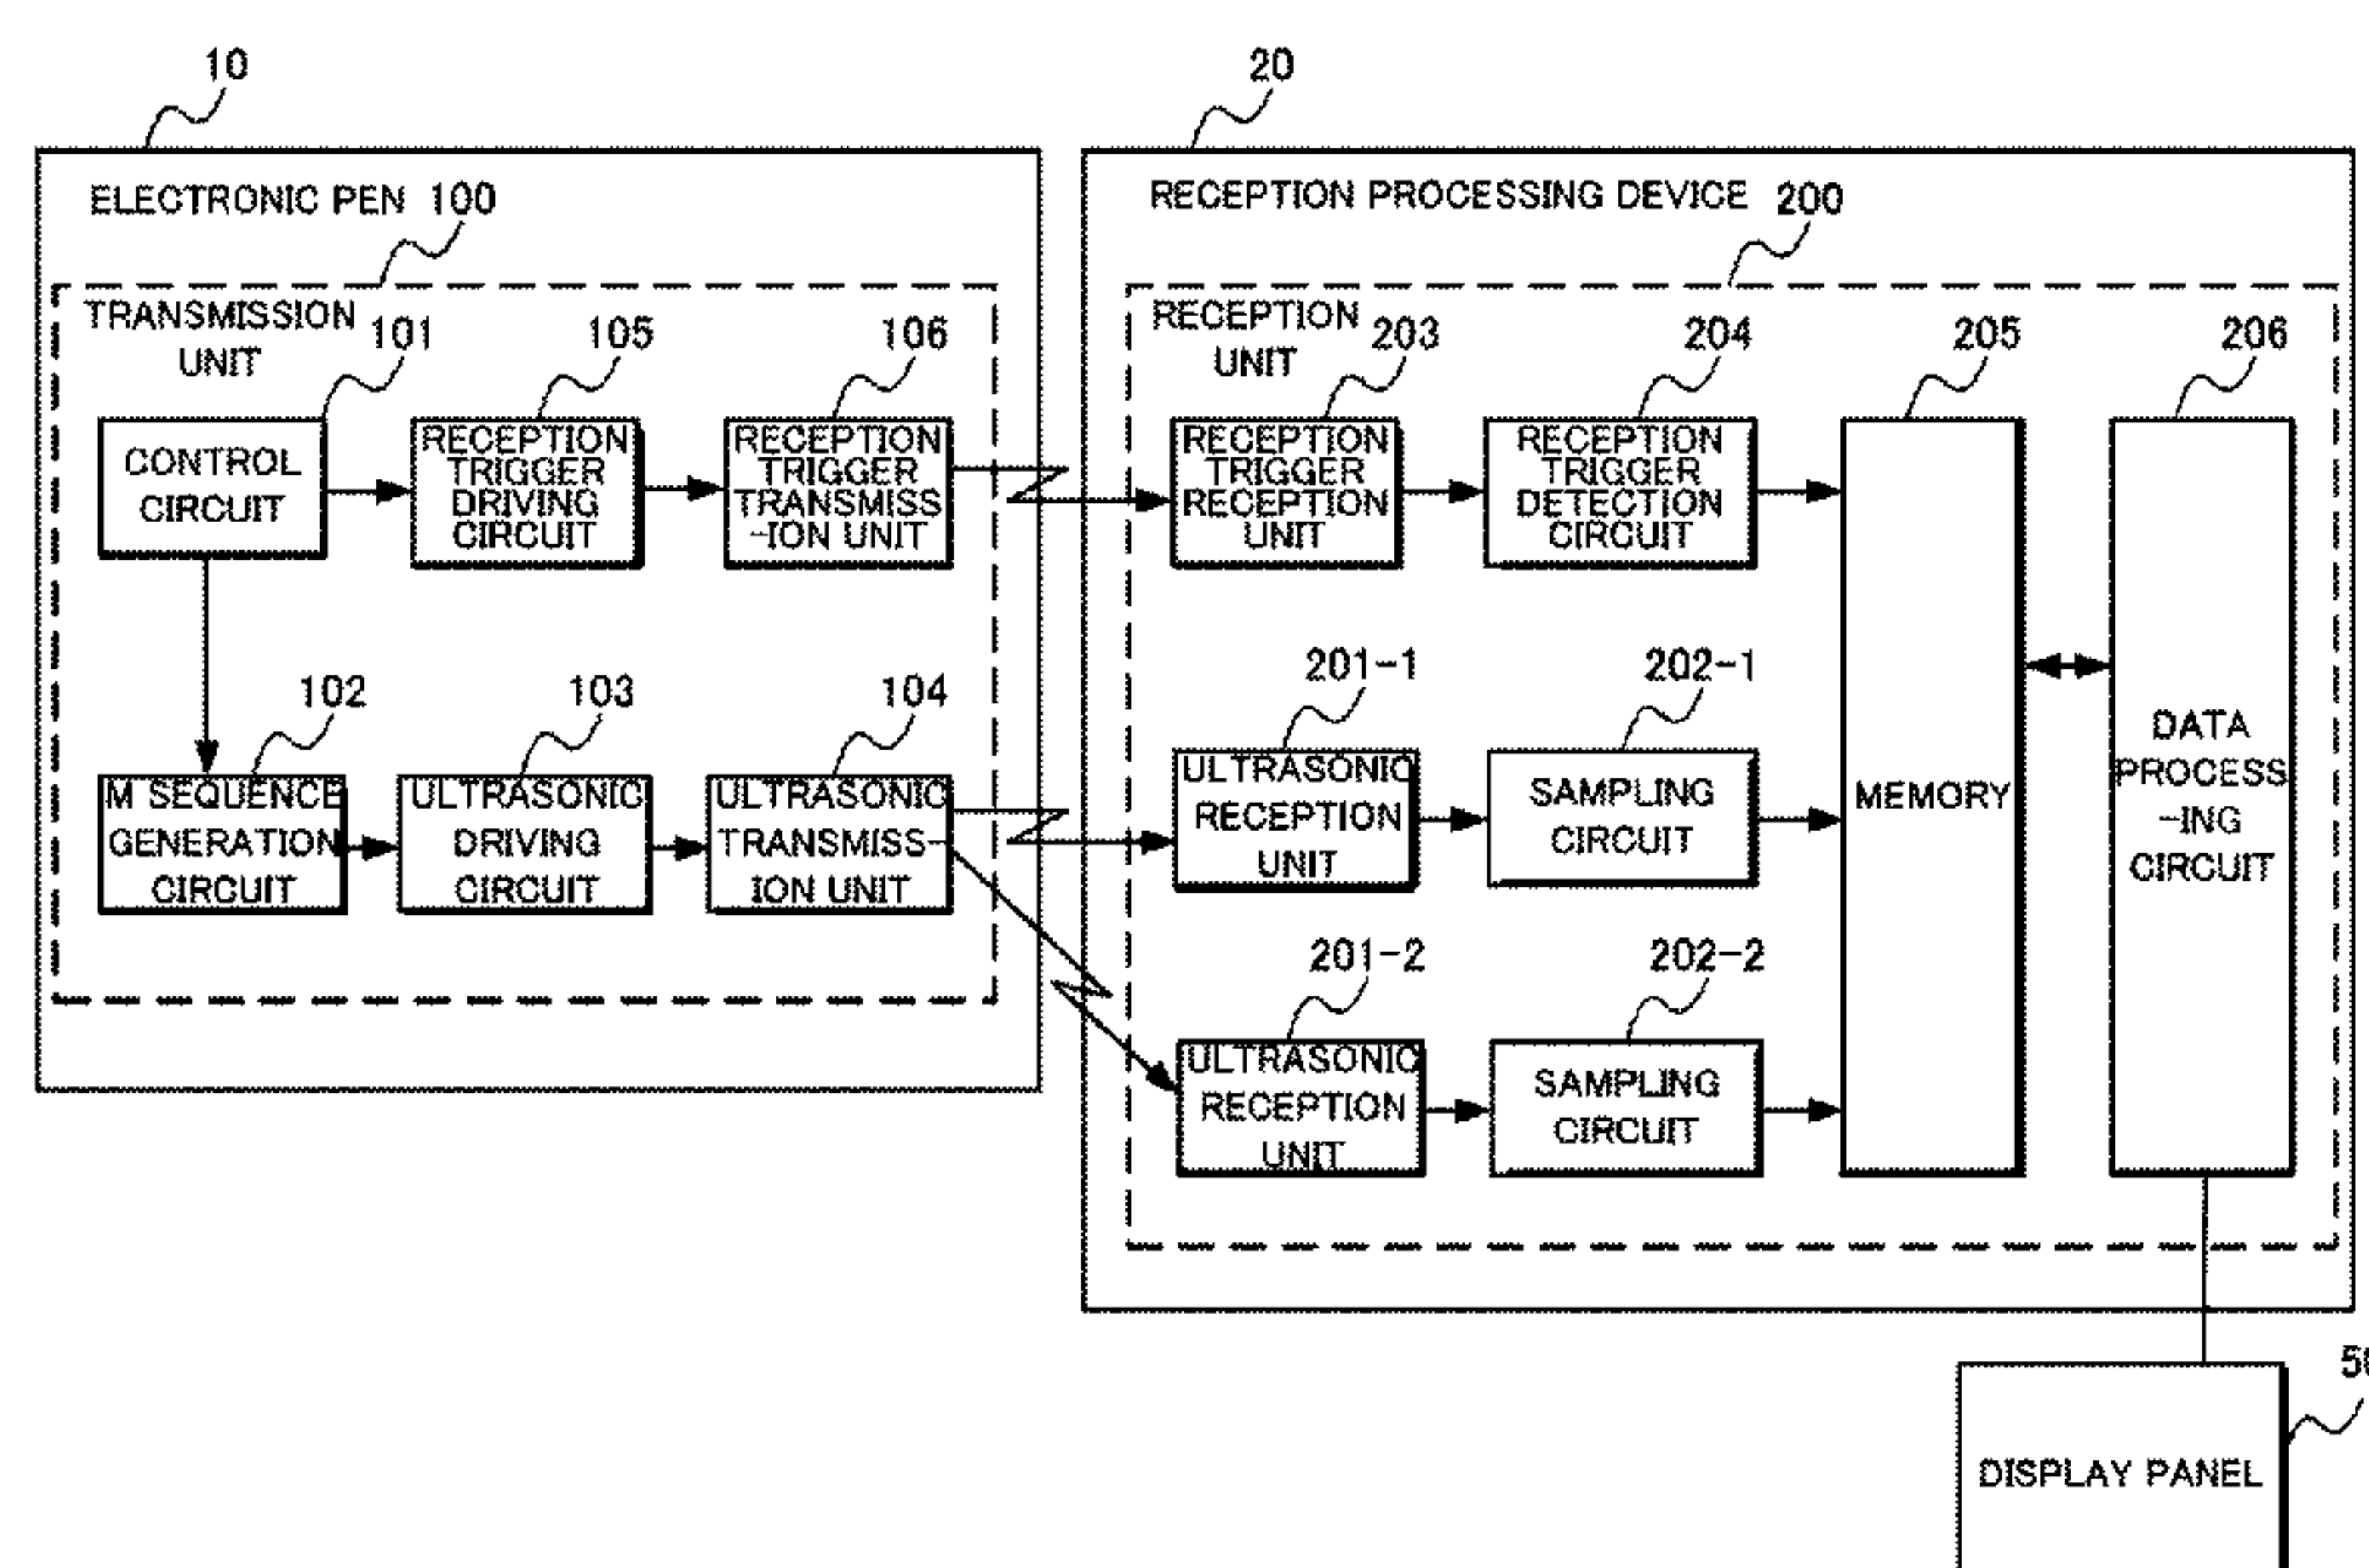 10
20
ELECTRONIC PEN 100
RECEPTION PROCESSING DEVICE 200
TRANSMISSION
UNIT
101
105
106
RECEPTION
UNIT
203
204
205
206
CONTROL
CIRCUIT
RECEPTION
TRIGGER
DRIVING
CIRCUIT
RECEPTION
TRIGGER
TRANSMISS
-ION UNIT
RECEPTION
TRIGGER
RECEPTION
UNIT
RECEPTION
TRIGGER
DETECTION
CIRCUIT
MEMORY
DATA
PROCESS
-ING
CIRCUIT
102
103
104
201-1
202-1
M SEQUENCE
GENERATION
CIRCUIT
ULTRASONIC
DRIVING
CIRCUIT
ULTRASONIC
TRANSMISS-
ION UNIT
ULTRASONIC
RECEPTION
UNIT
SAMPLING
CIRCUIT
201-2
202-2
ULTRASONIC
RECEPTION
UNIT
SAMPLING
CIRCUIT
DISPLAY PANEL